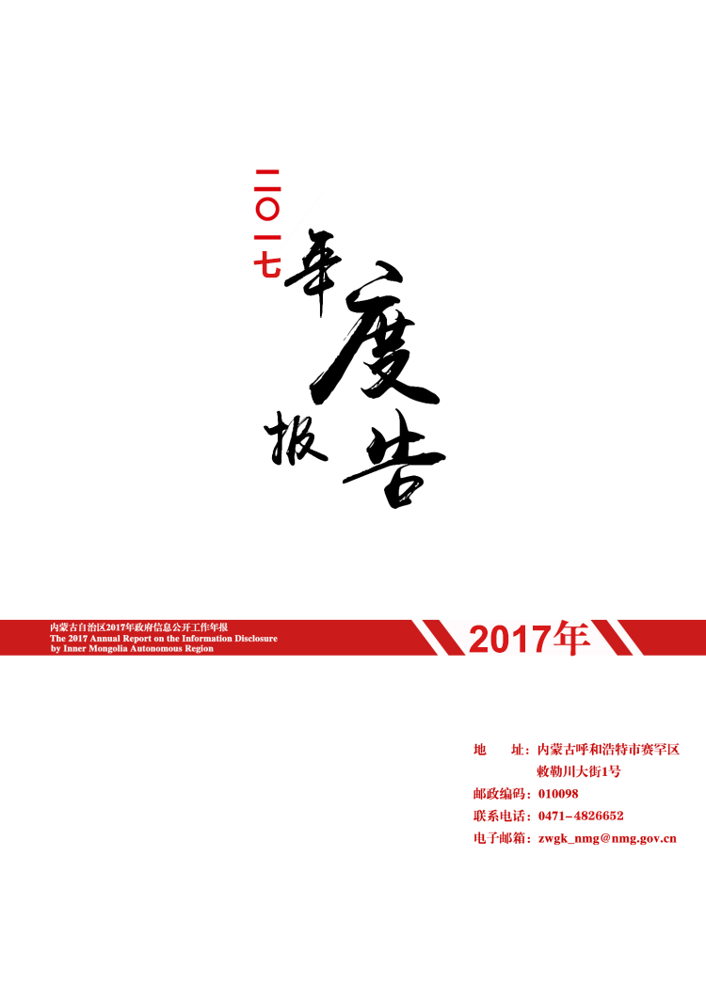 二〇一七
年度
报告
内蒙古自治区2017年政府信息公开工作年报
The 2017 Annual Report on the Information Disclosure
by Inner Mongolia Autonomous Region
2017年
地 址：内蒙古呼和浩特市赛罕区
敕勒川大街1号
邮政编码：010098
联系电话：0471-4826652
电子邮箱：zwgk_nmg@nmg.gov.cn